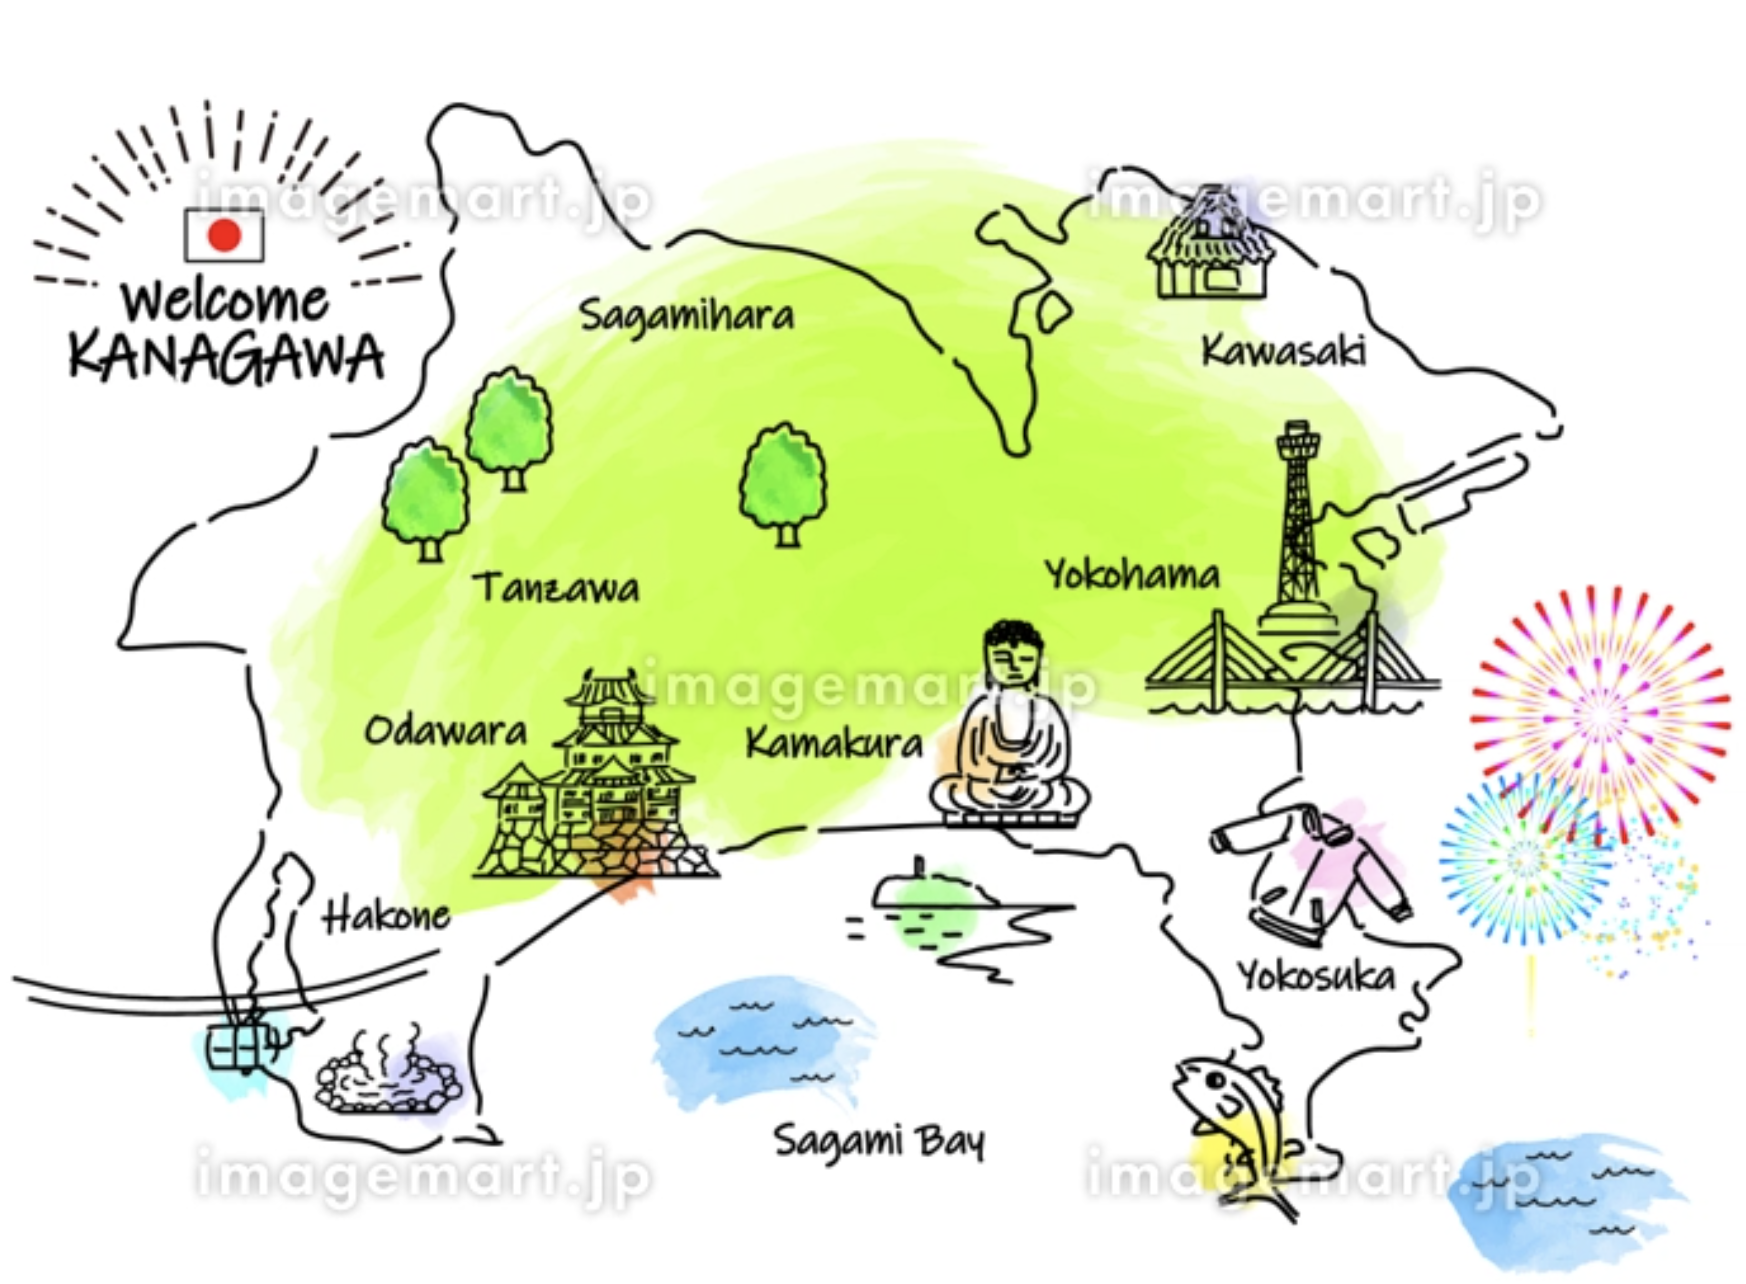 imagemart.jp
imagemart.jp
Welcome
KANAGAWA
Sagamihara
Kawasaki
Tanzawa
Yokohama
imagemart.jp
Odawara
Kamakura
Hakone
Yokosuka
Sagami Bay
imagemart.jp
imagemart.jp